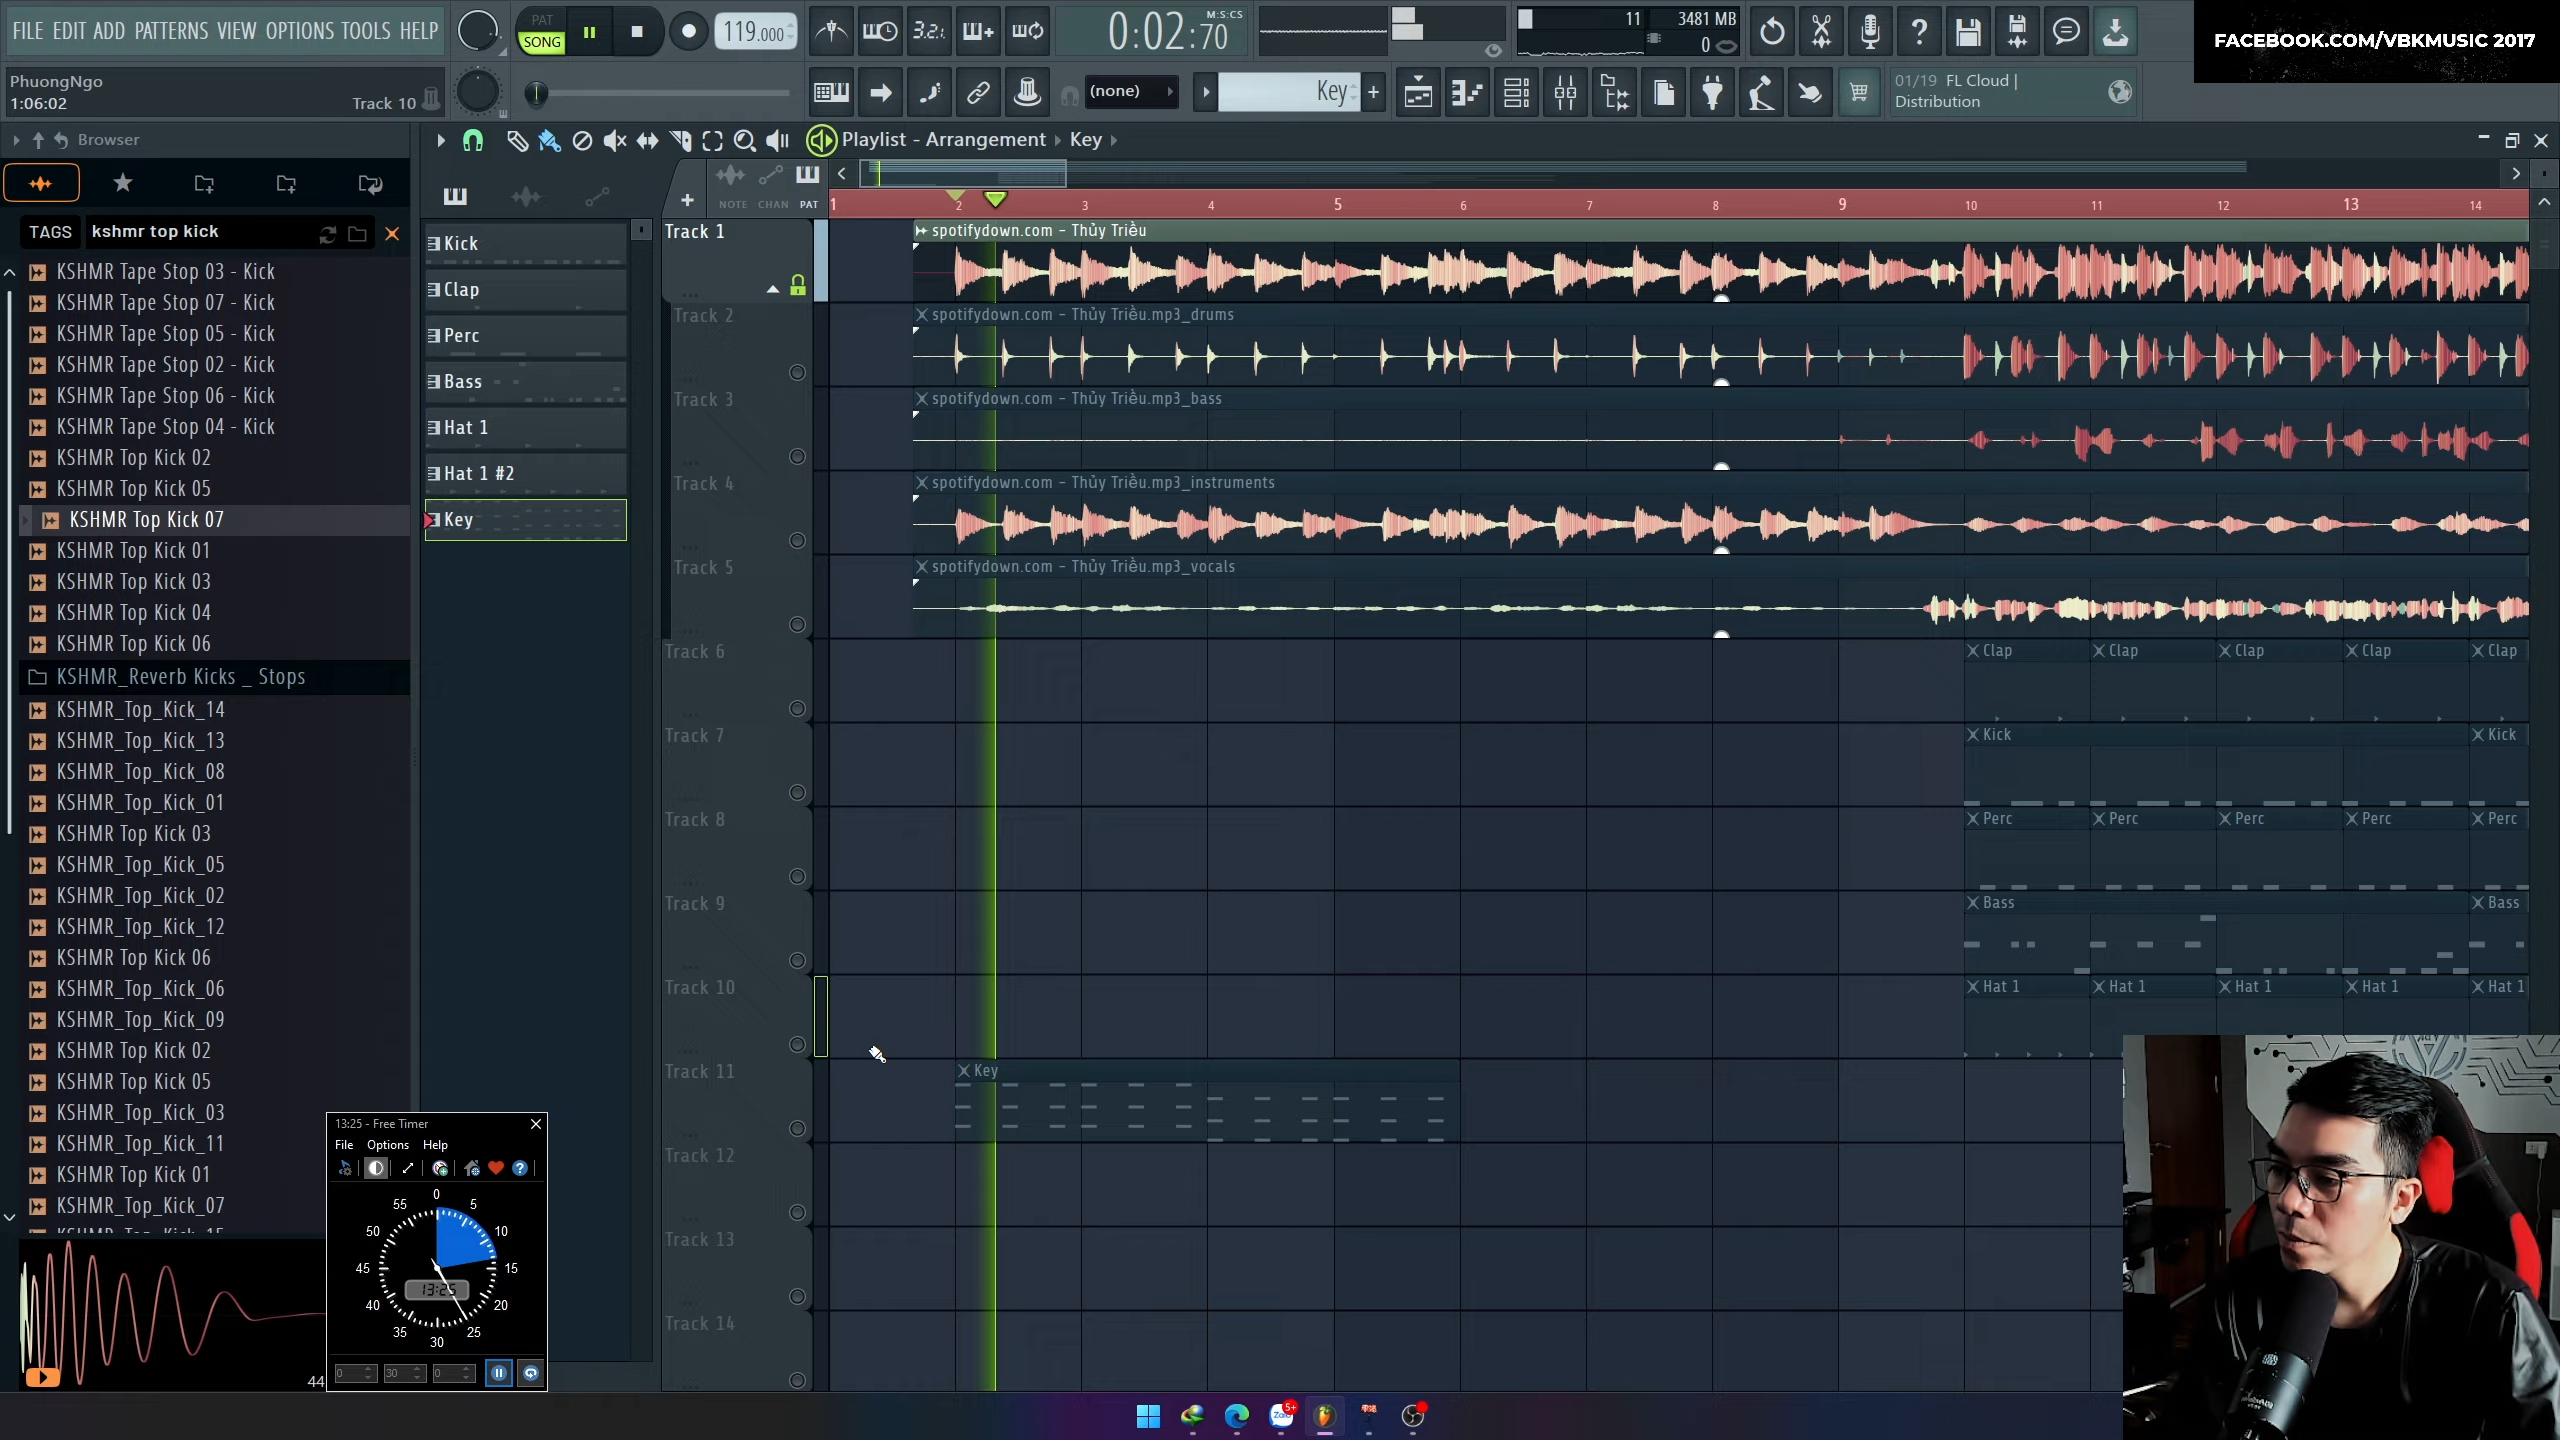 FILE EDIT ADD PATTERNS VIEW OPTIONS TOOLS HELP
PAT
SONG
119.000
3.2.1
0:02:70
M:S:CS
11
3481 MB
0
FACEBOOK.COM/VBKMUSIC 2017
PhuongNgo
1:06:02
Track 10
(none)
Key
01/19 FL Cloud |
Distribution
Browser
Playlist - Arrangement
Key
TAGS
kshmr top kick
NOTE CHAN PAT
1 2 3 4 5 6 7 8 9 10 11 12 13 14
KSHMR Tape Stop 03 - Kick
KSHMR Tape Stop 07 - Kick
KSHMR Tape Stop 05 - Kick
KSHMR Tape Stop 02 - Kick
KSHMR Tape Stop 06 - Kick
KSHMR Tape Stop 04 - Kick
KSHMR Top Kick 02
KSHMR Top Kick 05
KSHMR Top Kick 07
KSHMR Top Kick 01
KSHMR Top Kick 03
KSHMR Top Kick 04
KSHMR Top Kick 06
KSHMR_Reverb Kicks _ Stops
KSHMR_Top_Kick_14
KSHMR_Top_Kick_13
KSHMR_Top_Kick_08
KSHMR_Top_Kick_01
KSHMR Top Kick 03
KSHMR_Top_Kick_05
KSHMR_Top_Kick_02
KSHMR_Top_Kick_12
KSHMR Top Kick 06
KSHMR_Top_Kick_06
KSHMR_Top_Kick_09
KSHMR Top Kick 02
KSHMR Top Kick 05
KSHMR_Top_Kick_03
KSHMR_Top_Kick_11
KSHMR Top Kick 01
KSHMR_Top_Kick_07
44
Kick
Clap
Perc
Bass
Hat 1
Hat 1 #2
Key
Track 1
spotifydown.com - Thủy Triều
Track 2
spotifydown.com - Thủy Triều.mp3_drums
Track 3
spotifydown.com - Thủy Triều.mp3_bass
Track 4
spotifydown.com - Thủy Triều.mp3_instruments
Track 5
spotifydown.com - Thủy Triều.mp3_vocals
Track 6
Clap Clap Clap Clap Clap
Track 7
Kick Kick
Track 8
Perc Perc Perc Perc Perc
Track 9
Bass Bass
Track 10
Hat 1 Hat 1 Hat 1 Hat 1 Hat 1
Track 11
Key
Track 12
Track 13
Track 14
13:25 - Free Timer
File Options Help
0
55 5
50 10
45 15
13:25
40 20
35 25
30
0 30 0
Zalo
5+